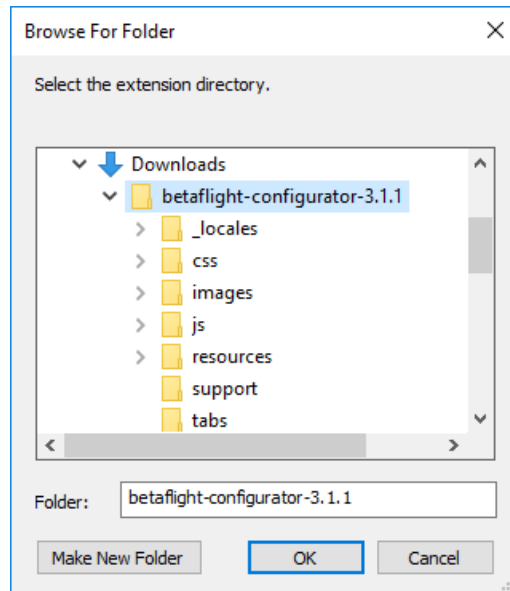 Browse For Folder
Select the extension directory.
Downloads
betaflight-configurator-3.1.1
_locales
css
images
js
resources
support
tabs
Folder: betaflight-configurator-3.1.1
Make New Folder OK Cancel